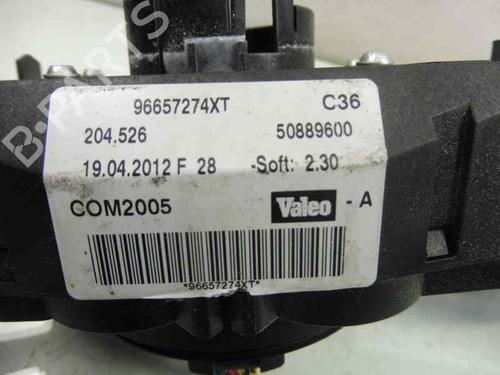 96657274XT C36
204.526 50889600
19.04.2012 F 28 -Soft: 2.30
COM2005 Valeo - A
*96657274XT*
B-PARTS